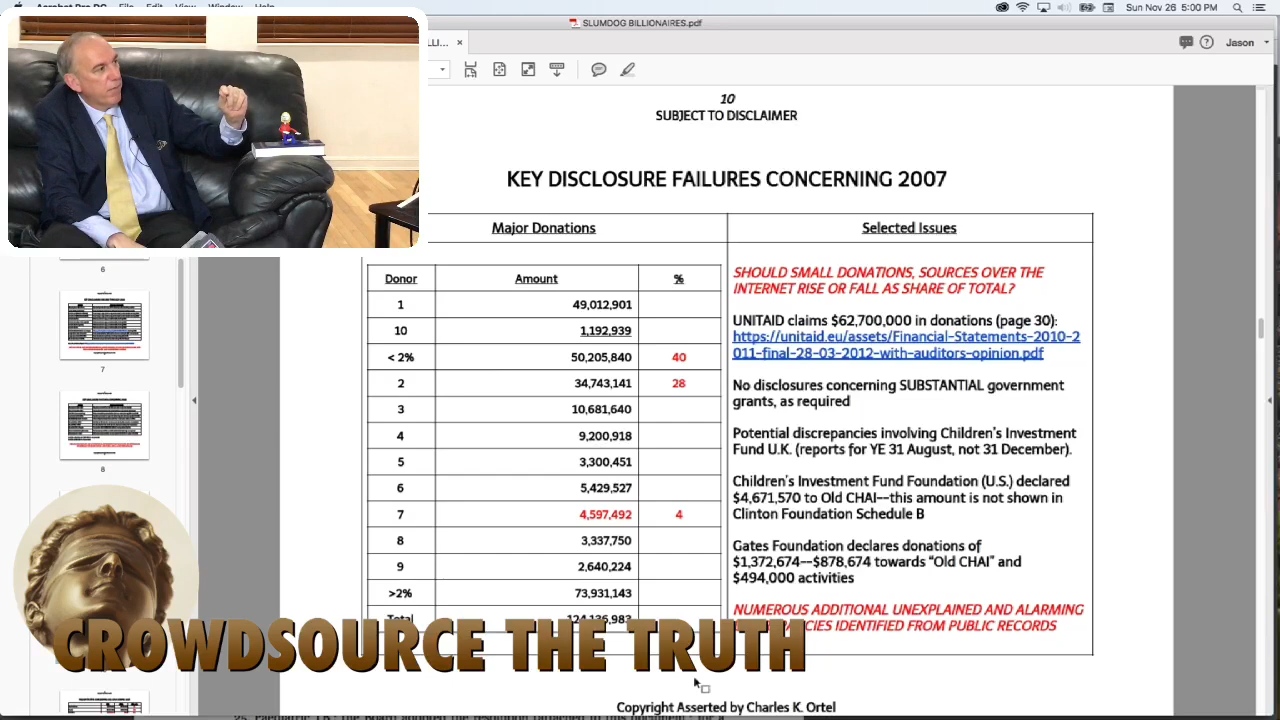 Sun Nov 26 5:00 PM
SLUMDOG BILLIONAIRES.pdf
Jason
10
SUBJECT TO DISCLAIMER
KEY DISCLOSURE FAILURES CONCERNING 2007
Major Donations
Selected Issues
Donor Amount %
1 49,012,901
10 1,192,939
< 2% 50,205,840 40
2 34,743,141 28
3 10,681,640
4 9,200,918
5 3,300,451
6 5,429,527
7 4,597,492 4
8 3,337,750
9 2,640,224
>2% 73,931,143
Total 124,136,983
SHOULD SMALL DONATIONS, SOURCES OVER THE
INTERNET RISE OR FALL AS SHARE OF TOTAL?
UNITAID claims $62,700,000 in donations (page 30):
https://unitaid.eu/assets/Financial-Statements-2010-2
011-final-28-03-2012-with-auditors-opinion.pdf
No disclosures concerning SUBSTANTIAL government
grants, as required
Potential discrepancies involving Children's Investment
Fund U.K. (reports for YE 31 August, not 31 December).
Children's Investment Fund Foundation (U.S.) declared
$4,671,570 to Old CHAI--this amount is not shown in
Clinton Foundation Schedule B
Gates Foundation declares donations of
$1,372,674--$878,674 towards "Old CHAI" and
$494,000 activities
NUMEROUS ADDITIONAL UNEXPLAINED AND ALARMING
CIES IDENTIFIED FROM PUBLIC RECORDS
6
7
8
CROWDSOURCE THE TRUTH
Copyright Asserted by Charles K. Ortel